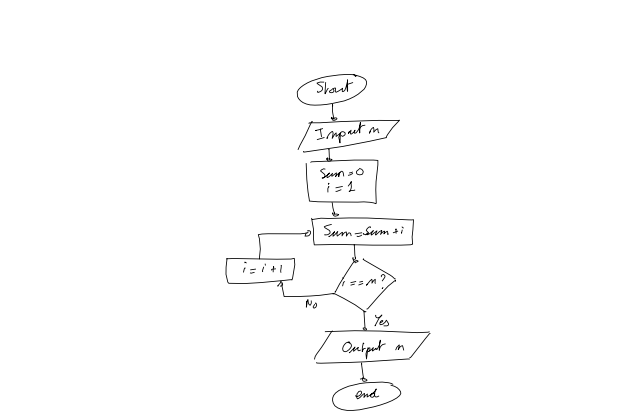 Start
Input n
Sum=0
i=1
Sum=Sum+i
i=i+1
i==n?
No
Yes
Output n
end